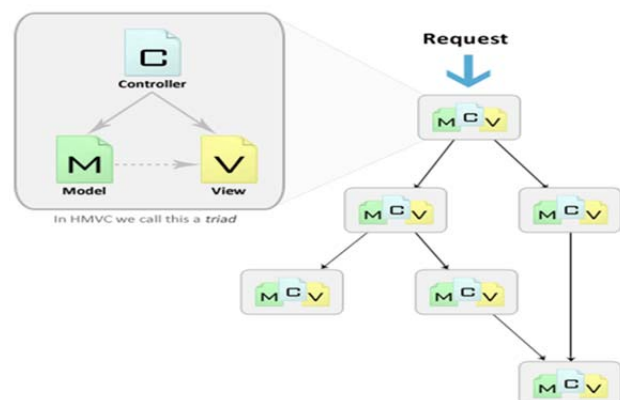 C
Controller
M
Model
V
View
In HMVC we call this a triad
Request
M C V
M C V
M C V
M C V
M C V
M C V